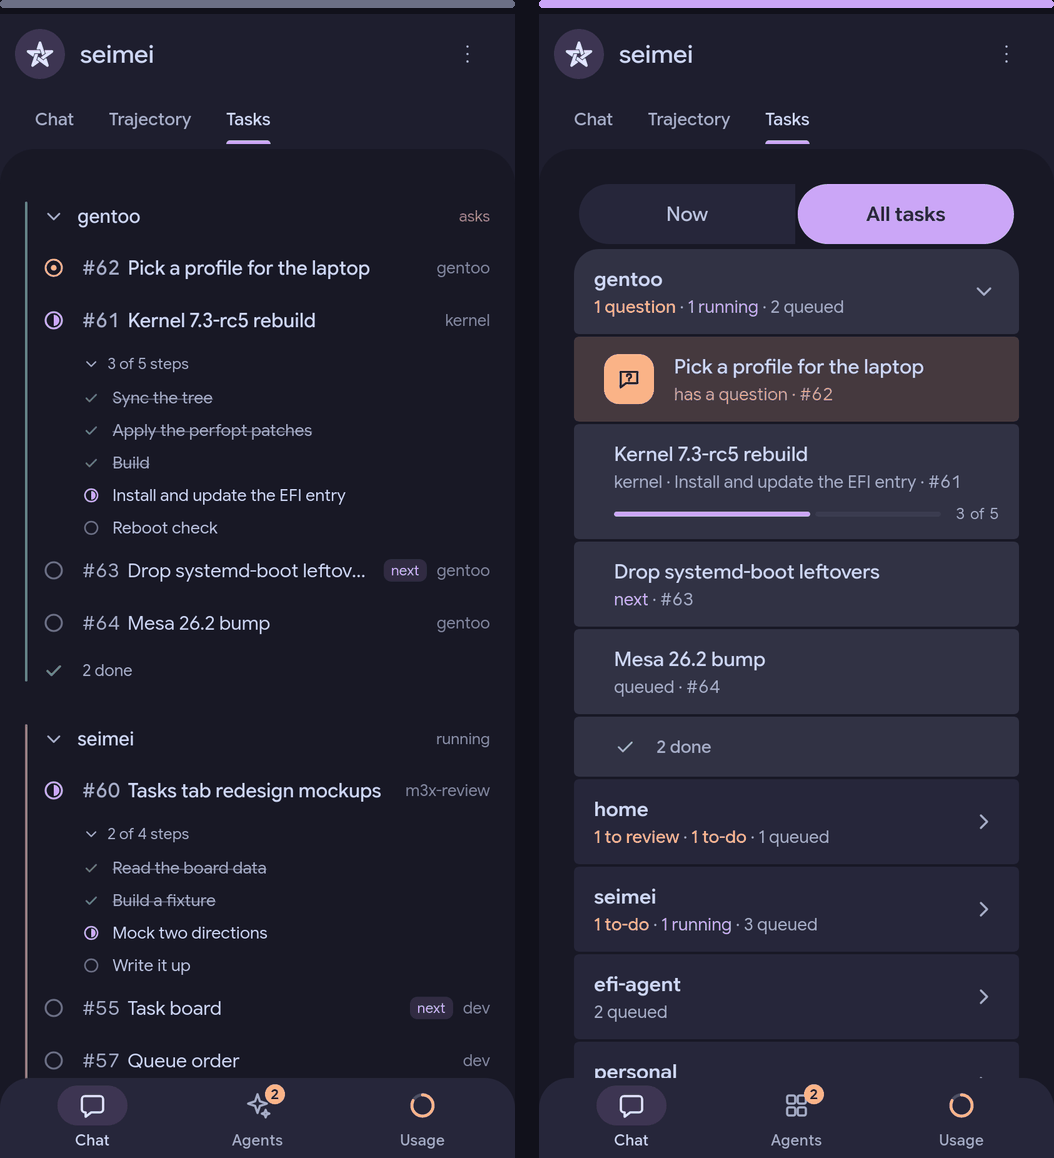 seimei
Chat Trajectory Tasks
gentoo asks
#62 Pick a profile for the laptop gentoo
#61 Kernel 7.3-rc5 rebuild kernel
3 of 5 steps
Sync the tree
Apply the perfopt patches
Build
Install and update the EFI entry
Reboot check
#63 Drop systemd-boot leftov... next gentoo
#64 Mesa 26.2 bump gentoo
2 done
seimei running
#60 Tasks tab redesign mockups m3x-review
2 of 4 steps
Read the board data
Build a fixture
Mock two directions
Write it up
#55 Task board next dev
#57 Queue order dev
2
Chat Agents Usage
seimei
Chat Trajectory Tasks
Now All tasks
gentoo
1 question · 1 running · 2 queued
Pick a profile for the laptop
has a question · #62
Kernel 7.3-rc5 rebuild
kernel · Install and update the EFI entry · #61
3 of 5
Drop systemd-boot leftovers
next · #63
Mesa 26.2 bump
queued · #64
2 done
home
1 to review · 1 to-do · 1 queued
seimei
1 to-do · 1 running · 3 queued
efi-agent
2 queued
personal
2
Chat Agents Usage